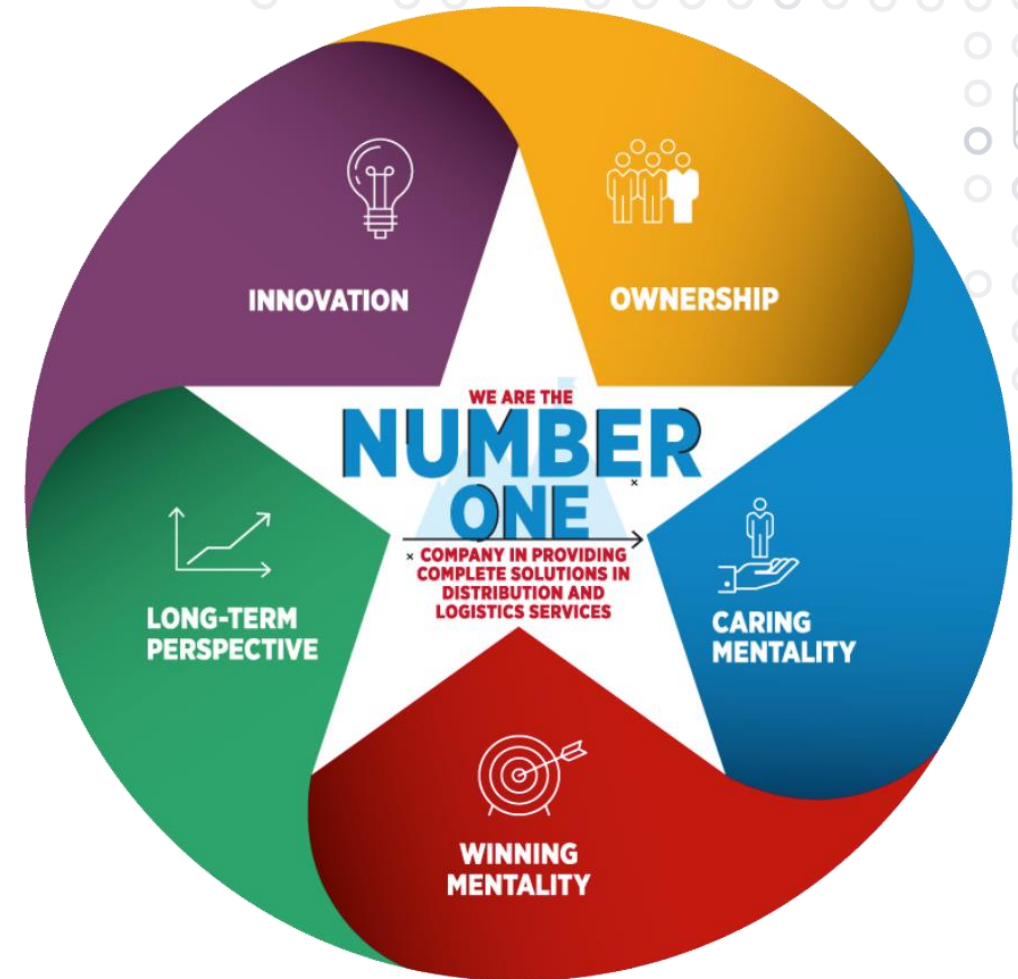 INNOVATION
OWNERSHIP
WE ARE THE
NUMBER
ONE
COMPANY IN PROVIDING
COMPLETE SOLUTIONS IN
DISTRIBUTION AND
LOGISTICS SERVICES
LONG-TERM
PERSPECTIVE
CARING
MENTALITY
WINNING
MENTALITY